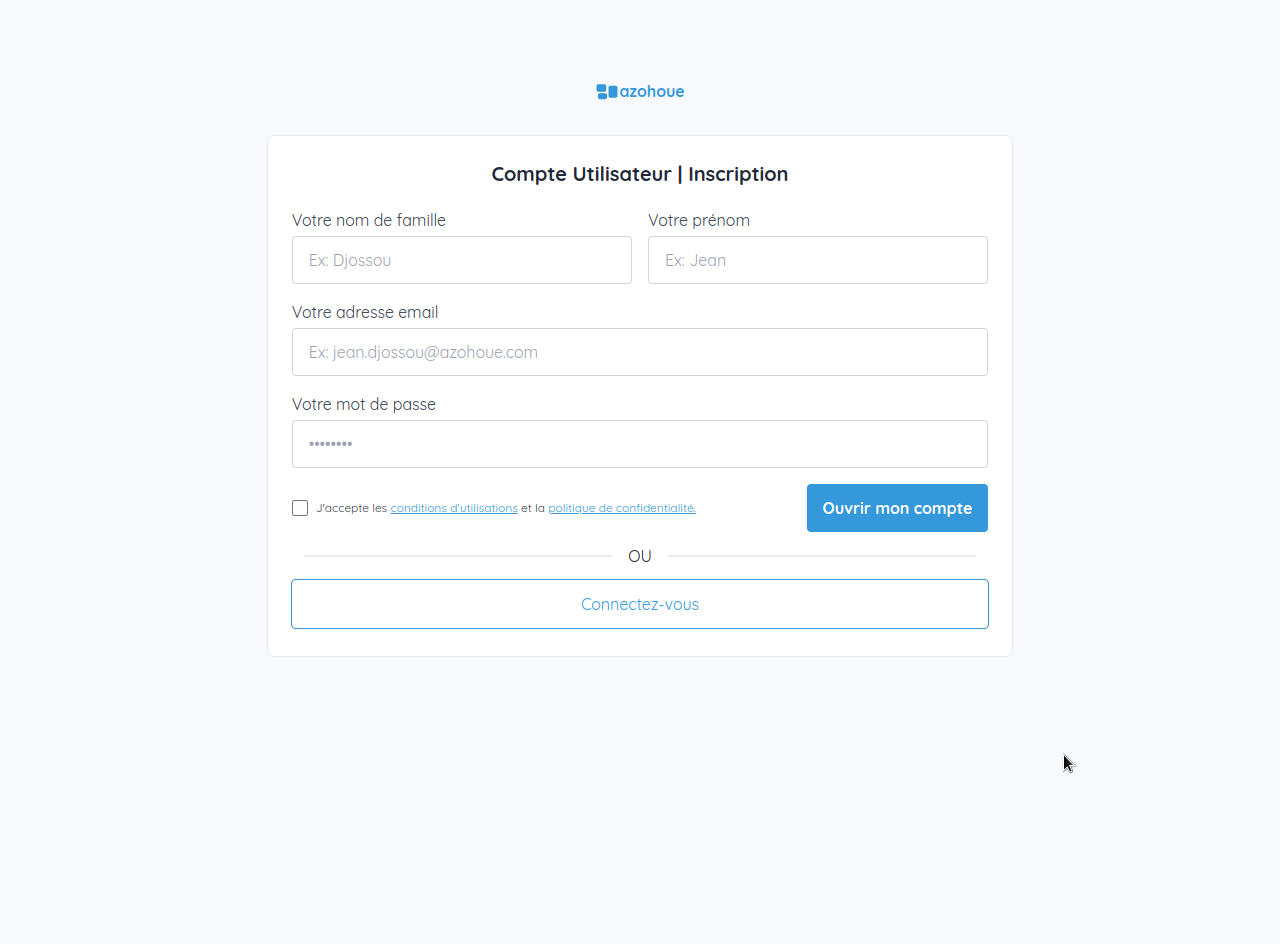 azohoue
Compte Utilisateur | Inscription
Votre nom de famille
Votre prénom
Ex: Djossou
Ex: Jean
Votre adresse email
Ex: jean.djossou@azohoue.com
Votre mot de passe
••••••••
J'accepte les conditions d'utilisations et la politique de confidentialité.
Ouvrir mon compte
OU
Connectez-vous